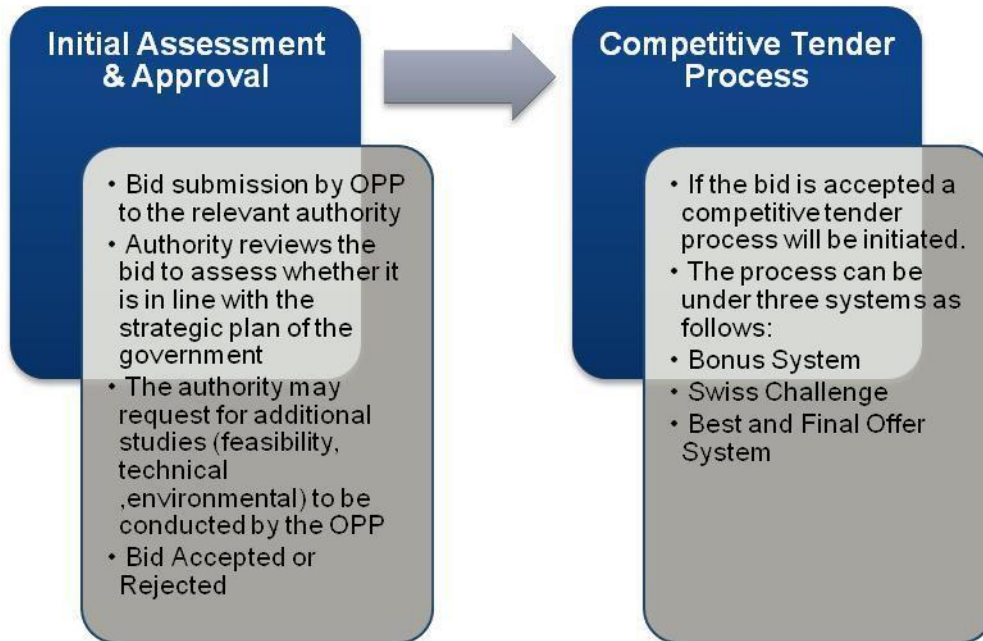 Initial Assessment
& Approval
• Bid submission by OPP
to the relevant authority
• Authority reviews the
bid to assess whether it
is in line with the
strategic plan of the
government
• The authority may
request for additional
studies (feasibility,
technical
,environmental) to be
conducted by the OPP
• Bid Accepted or
Rejected
Competitive Tender
Process
• If the bid is accepted a
competitive tender
process will be initiated.
• The process can be
under three systems as
follows:
• Bonus System
• Swiss Challenge
• Best and Final Offer
System